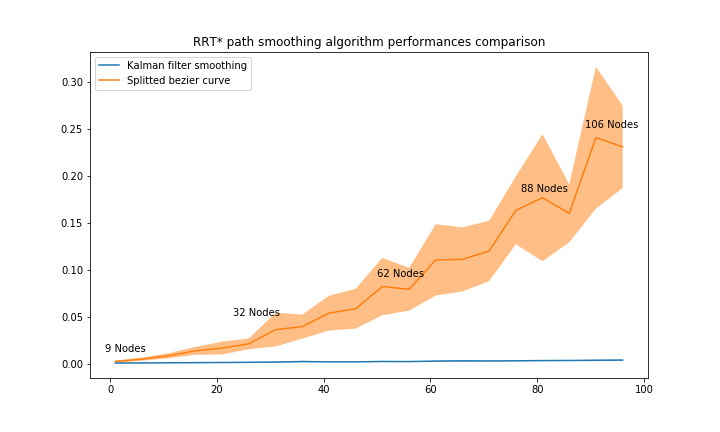 RRT* path smoothing algorithm performances comparison
Kalman filter smoothing
Splitted bezier curve
0.30
0.25
0.20
0.15
0.10
0.05
0.00
106 Nodes
88 Nodes
62 Nodes
32 Nodes
9 Nodes
0 20 40 60 80 100